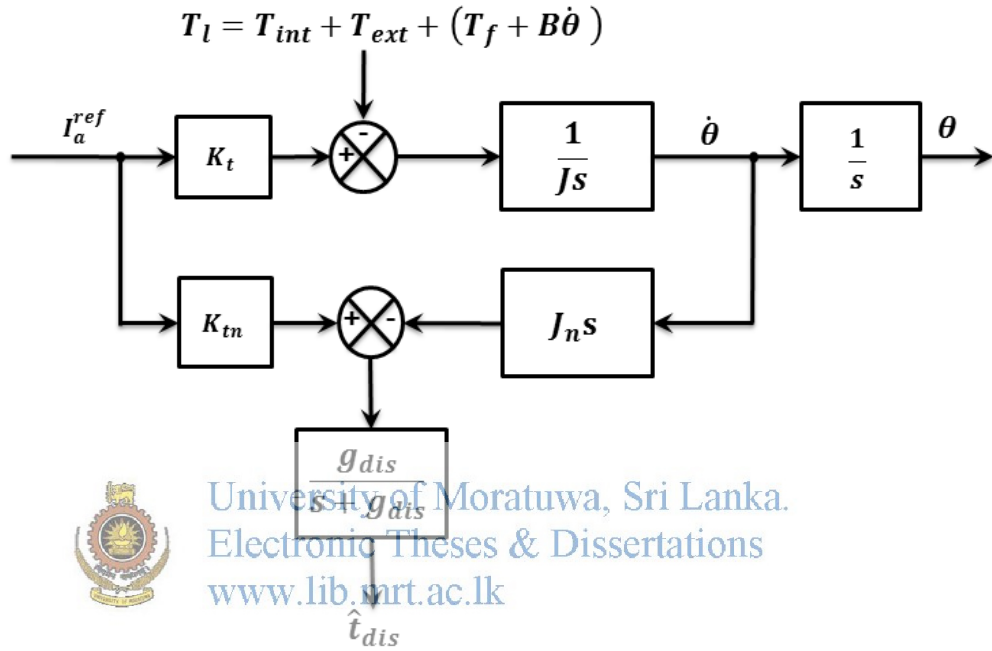 T_l = T_int + T_ext + (T_f + Bθ̇ )
I_a^ref
K_t
-
+
1
Js
θ̇
1
s
θ
K_tn
+
-
J_n s
g_dis
s + g_dis
University of Moratuwa, Sri Lanka.
Electronic Theses & Dissertations
www.lib.mrt.ac.lk
t̂_dis